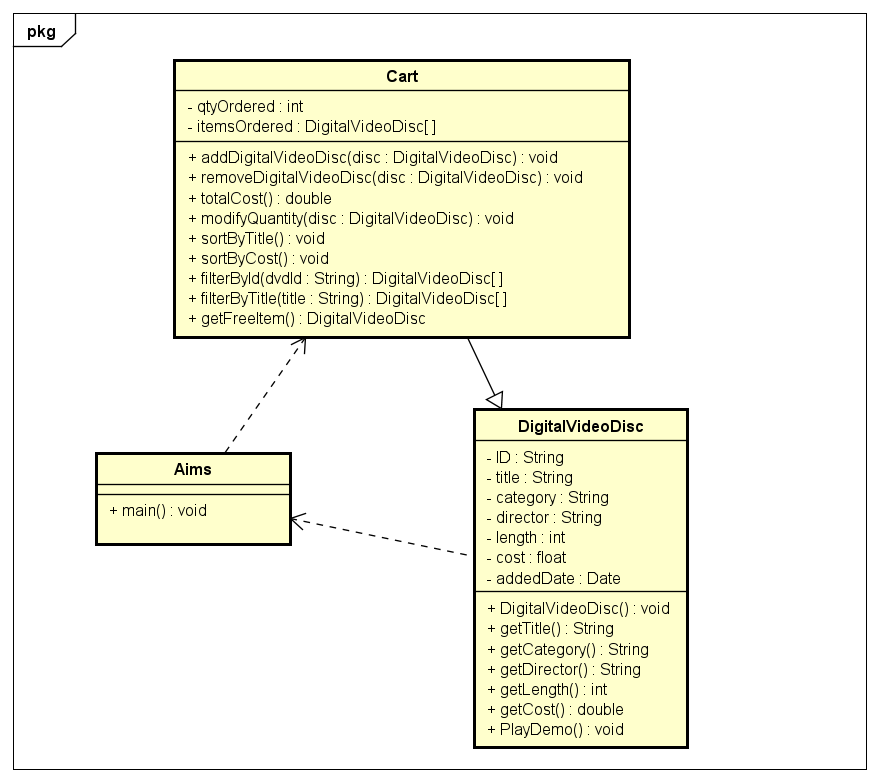 pkg
Cart
- qtyOrdered : int
- itemsOrdered : DigitalVideoDisc[ ]
+ addDigitalVideoDisc(disc : DigitalVideoDisc) : void
+ removeDigitalVideoDisc(disc : DigitalVideoDisc) : void
+ totalCost() : double
+ modifyQuantity(disc : DigitalVideoDisc) : void
+ sortByTitle() : void
+ sortByCost() : void
+ filterById(dvdId : String) : DigitalVideoDisc[ ]
+ filterByTitle(title : String) : DigitalVideoDisc[ ]
+ getFreeItem() : DigitalVideoDisc
Aims
+ main() : void
DigitalVideoDisc
- ID : String
- title : String
- category : String
- director : String
- length : int
- cost : float
- addedDate : Date
+ DigitalVideoDisc() : void
+ getTitle() : String
+ getCategory() : String
+ getDirector() : String
+ getLength() : int
+ getCost() : double
+ PlayDemo() : void